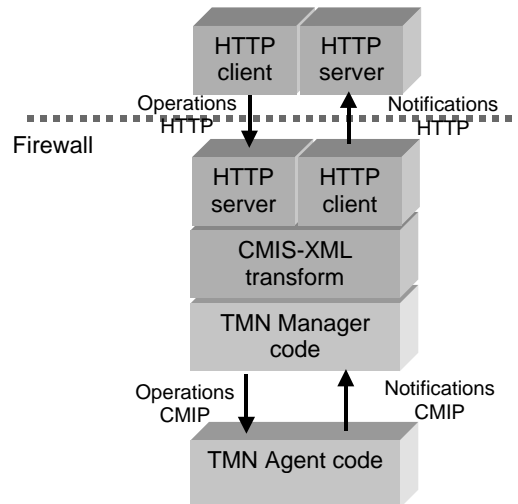 HTTP client
HTTP server
Operations
HTTP
Notifications
HTTP
Firewall
HTTP server
HTTP client
CMIS-XML
transform
TMN Manager
code
Operations
CMIP
Notifications
CMIP
TMN Agent code